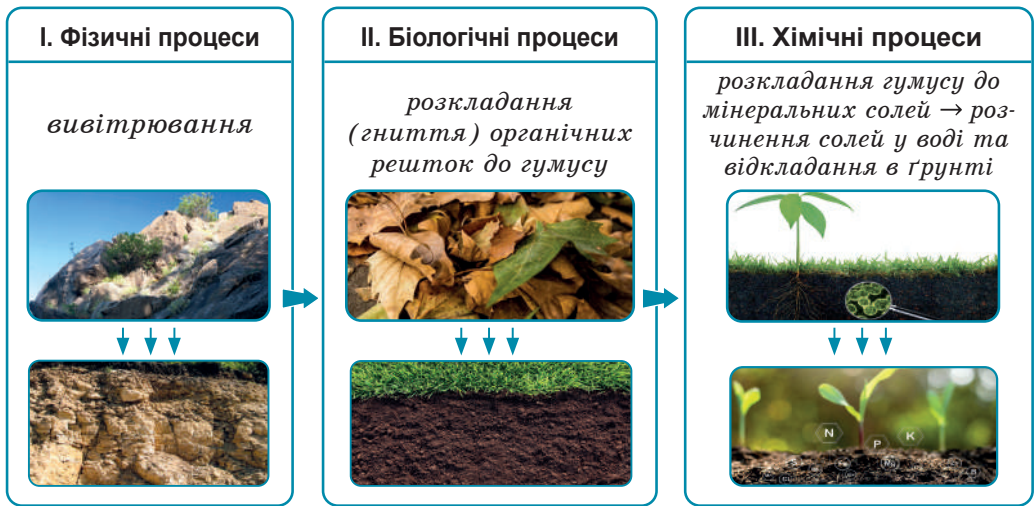 I. Фізичні процеси
вивітрювання
II. Біологічні процеси
розкладання
(гниття) органічних
решток до гумусу
III. Хімічні процеси
розкладання гумусу до
мінеральних солей → роз-
чинення солей у воді та
відкладання в ґрунті
N
P
K